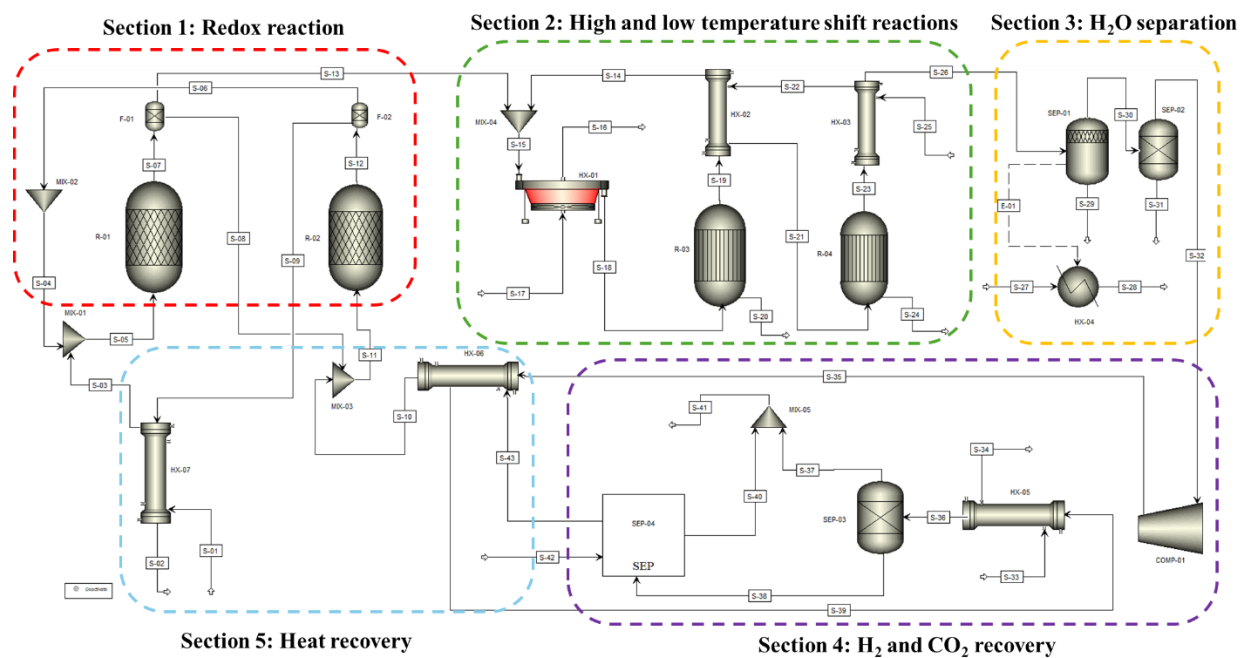 Section 1: Redox reaction
Section 2: High and low temperature shift reactions
Section 3: H₂O separation
S-13
S-06
F-01
F-02
S-07
S-12
MIX-02
R-01
R-02
S-08
S-09
S-04
MIX-01
S-05
S-11
S-03
MIX-04
S-14
S-22
S-26
HX-02
HX-03
S-16
S-15
S-25
HX-01
S-19
S-23
R-03
R-04
S-21
S-18
S-17
S-20
S-24
SEP-01
S-30
SEP-02
E-01
S-29
S-31
S-32
S-27
S-28
HX-04
HX-06
MIX-03
S-10
S-35
S-43
HX-07
S-01
S-02
S-41
MIX-05
S-37
S-34
HX-05
S-40
SEP-04
SEP-03
S-36
SEP
S-42
S-33
COMP-01
S-38
S-39
Section 5: Heat recovery
Section 4: H₂ and CO₂ recovery